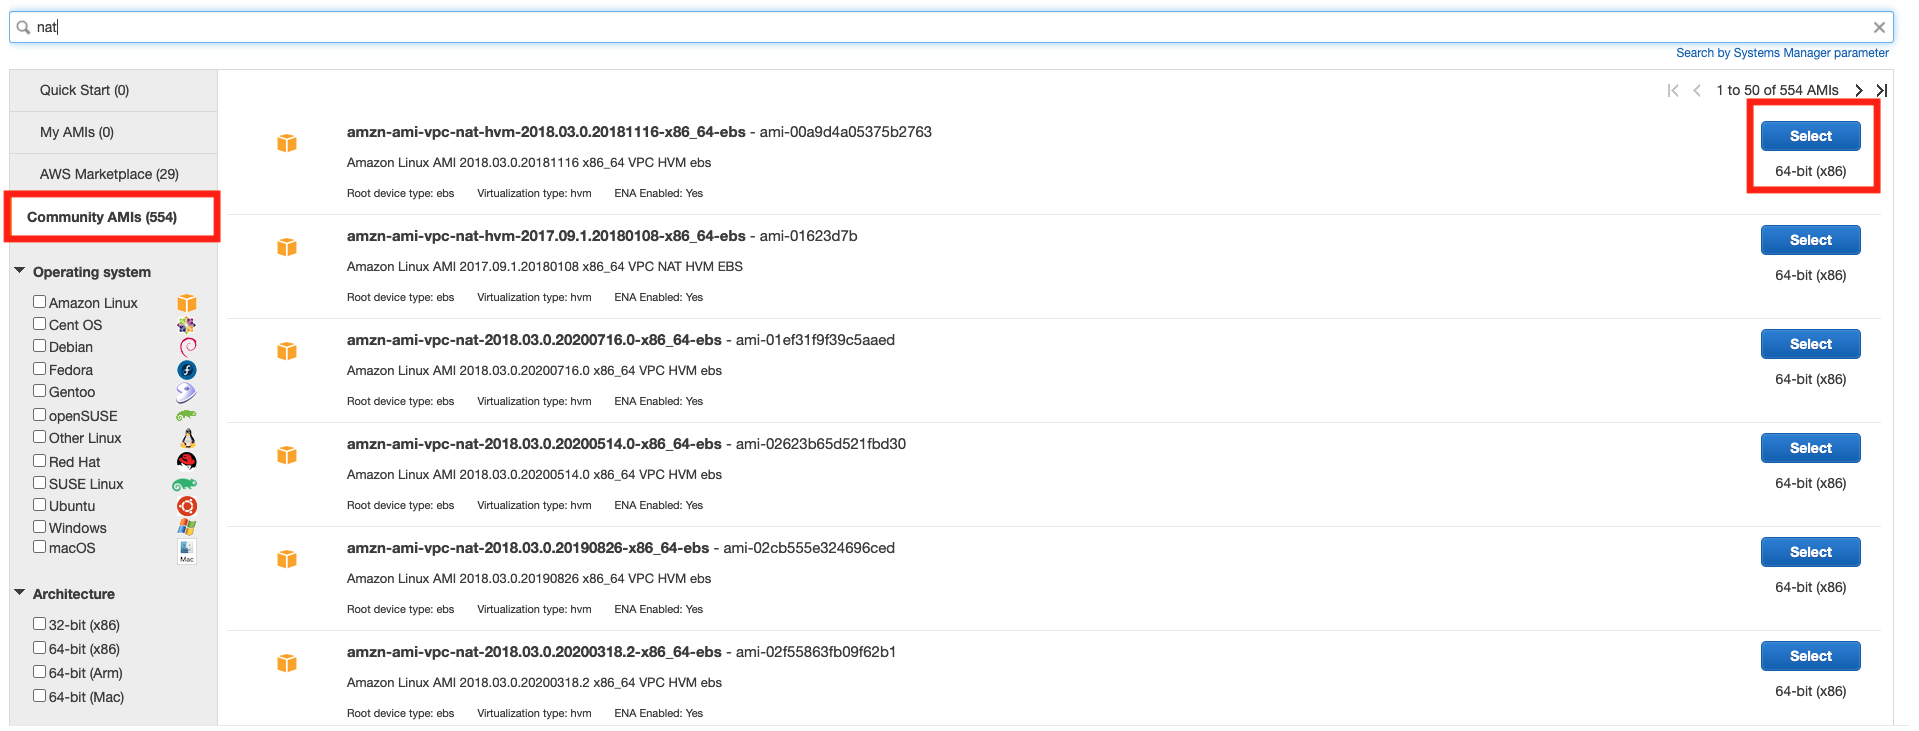 nat
Search by Systems Manager parameter
Quick Start (0)
My AMIs (0)
AWS Marketplace (29)
Community AMIs (554)
Operating system
Amazon Linux
Cent OS
Debian
Fedora
Gentoo
openSUSE
Other Linux
Red Hat
SUSE Linux
Ubuntu
Windows
macOS
Mac
Architecture
32-bit (x86)
64-bit (x86)
64-bit (Arm)
64-bit (Mac)
1 to 50 of 554 AMIs
amzn-ami-vpc-nat-hvm-2018.03.0.20181116-x86_64-ebs - ami-00a9d4a05375b2763
Amazon Linux AMI 2018.03.0.20181116 x86_64 VPC HVM ebs
Root device type: ebs Virtualization type: hvm ENA Enabled: Yes
Select
64-bit (x86)
amzn-ami-vpc-nat-hvm-2017.09.1.20180108-x86_64-ebs - ami-01623d7b
Amazon Linux AMI 2017.09.1.20180108 x86_64 VPC NAT HVM EBS
Root device type: ebs Virtualization type: hvm ENA Enabled: Yes
Select
64-bit (x86)
amzn-ami-vpc-nat-2018.03.0.20200716.0-x86_64-ebs - ami-01ef31f9f39c5aaed
Amazon Linux AMI 2018.03.0.20200716.0 x86_64 VPC HVM ebs
Root device type: ebs Virtualization type: hvm ENA Enabled: Yes
Select
64-bit (x86)
amzn-ami-vpc-nat-2018.03.0.20200514.0-x86_64-ebs - ami-02623b65d521fbd30
Amazon Linux AMI 2018.03.0.20200514.0 x86_64 VPC HVM ebs
Root device type: ebs Virtualization type: hvm ENA Enabled: Yes
Select
64-bit (x86)
amzn-ami-vpc-nat-2018.03.0.20190826-x86_64-ebs - ami-02cb555e324696ced
Amazon Linux AMI 2018.03.0.20190826 x86_64 VPC HVM ebs
Root device type: ebs Virtualization type: hvm ENA Enabled: Yes
Select
64-bit (x86)
amzn-ami-vpc-nat-2018.03.0.20200318.2-x86_64-ebs - ami-02f55863fb09f62b1
Amazon Linux AMI 2018.03.0.20200318.2 x86_64 VPC HVM ebs
Root device type: ebs Virtualization type: hvm ENA Enabled: Yes
Select
64-bit (x86)